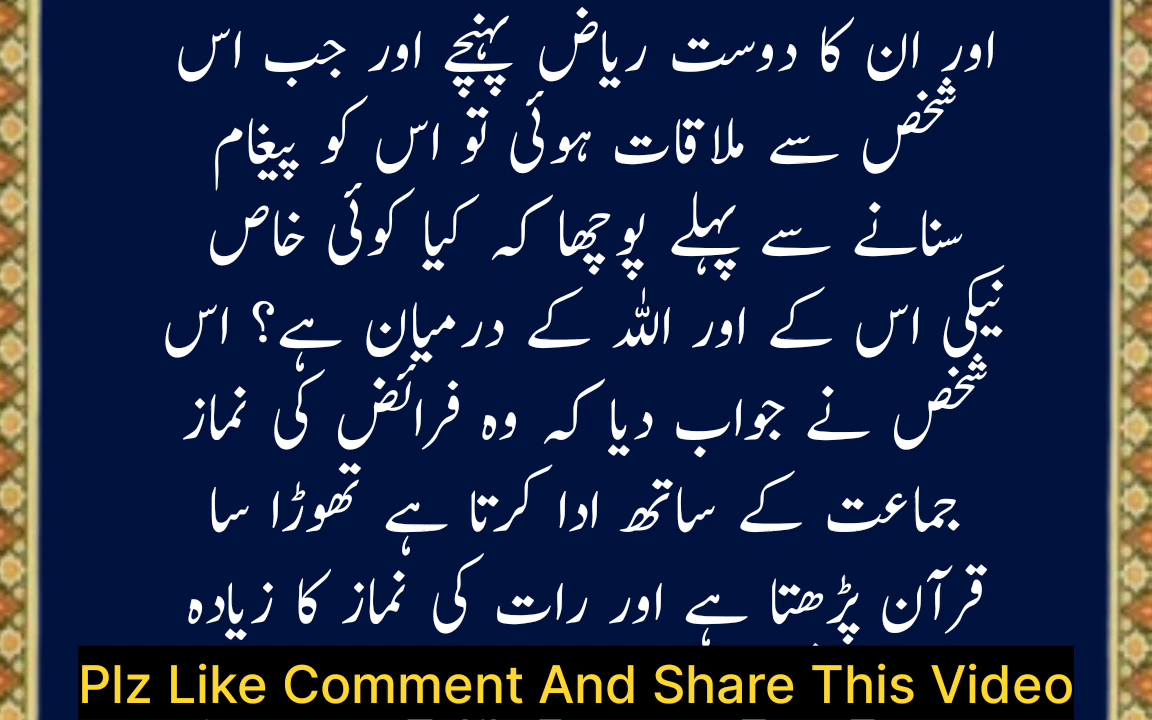 اور ان کا دوست ریاض پہنچے اور جب اس
شخص سے ملاقات ہوئی تو اس کو پیغام
سنانے سے پہلے پوچھا کہ کیا کوئی خاص
نیکی اس کے اور اللہ کے درمیان ہے؟ اس
شخص نے جواب دیا کہ وہ فرائض کی نماز
جماعت کے ساتھ ادا کرتا ہے تھوڑا سا
قرآن پڑھتا ہے اور رات کی نماز کا زیادہ
Plz Like Comment And Share This Video